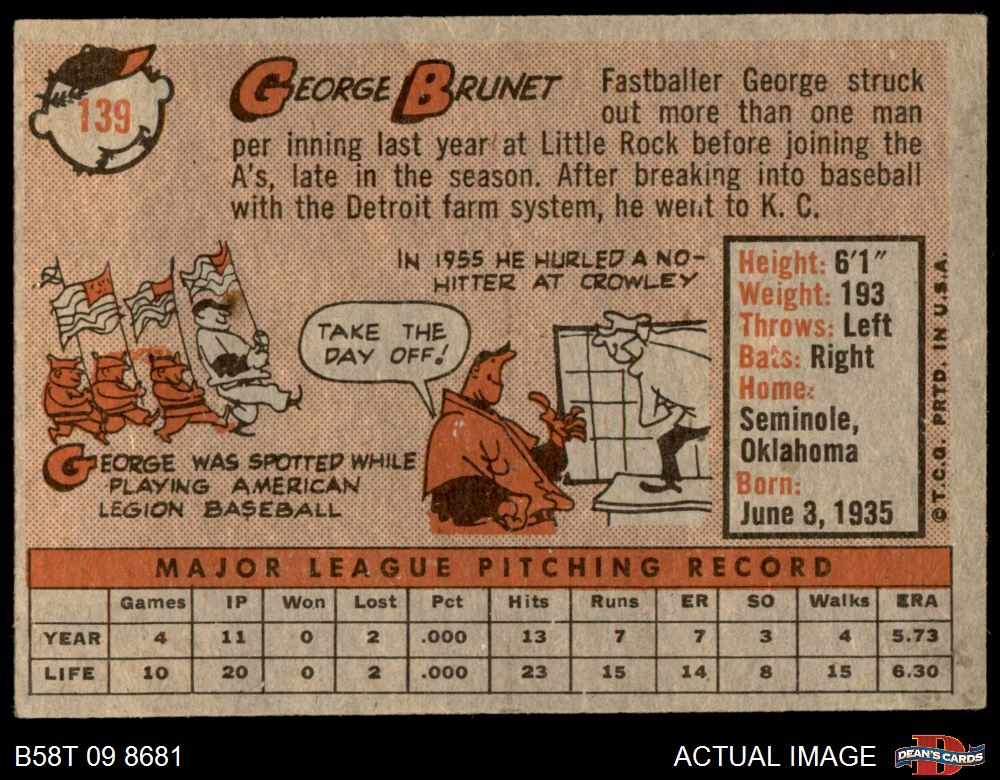 139
GEORGE BRUNET
Fastballer George struck
out more than one man
per inning last year at Little Rock before joining the
A's, late in the season. After breaking into baseball
with the Detroit farm system, he went to K. C.
IN 1955 HE HURLED A NO-
HITTER AT CROWLEY
TAKE THE
DAY OFF!
GEORGE WAS SPOTTED WHILE
PLAYING AMERICAN
LEGION BASEBALL
Height: 6'1"
Weight: 193
Throws: Left
Bats: Right
Home:
Seminole,
Oklahoma
Born:
June 3, 1935
© T.C.G. PRTD. IN U.S.A.
MAJOR LEAGUE PITCHING RECORD
Games IP Won Lost Pct Hits Runs ER SO Walks ERA
YEAR 4 11 0 2 .000 13 7 7 3 4 5.73
LIFE 10 20 0 2 .000 23 15 14 8 15 6.30
B58T 09 8681
ACTUAL IMAGE
DEAN'S CARDS